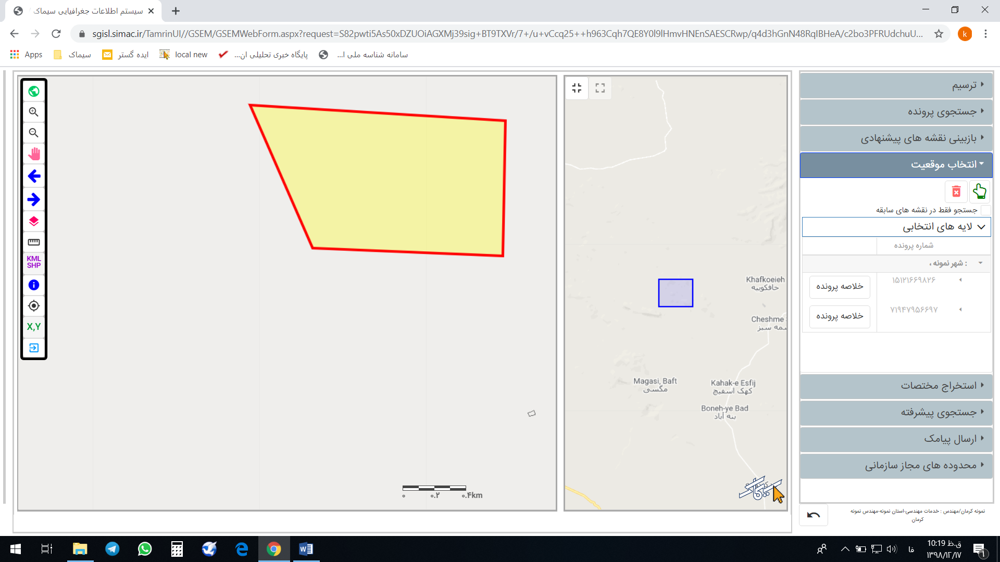 سیستم اطلاعات جغرافیایی سیماک /
sgisl.simac.ir/TamrinUI//GSEM/GSEMWebForm.aspx?request=S82pwti5As50xDZUOiAGXMj39sig+BT9TXVr/7+/u+vCcq25++h963Cqh7QE8Y0l9lHmvHNEnSAESCRwp/q4d3hGnN48RqIBHeA/c2bo3PFRUdchuU...
k
Apps
سیماک
ایده گستر
local new
پایگاه خبری تحلیلی ان...
سامانه شناسه ملی ا...
KML
SHP
X,Y
۰ ۰.۲ ۰.۴km
Khafkoeieh
خافکوییه
Cheshme
مه سبز
Magasi, Baft
مگسی
Kahak-e Esfij
کهک اسفیج
Boneh-ye Bad
بنه آباد
سیماک
ترسیم
جستجوی پرونده
بازبینی نقشه های پیشنهادی
انتخاب موقعیت
جستجو فقط در نقشه های سابقه
لایه های انتخابی
شماره پرونده
: شهر نمونه ،
۱۵۱۲۱۶۶۹۸۲۶
خلاصه پرونده
۷۱۹۴۷۹۵۶۶۹۷
خلاصه پرونده
استخراج مختصات
جستجوی پیشرفته
ارسال پیامک
محدوده های مجاز سازمانی
نمونه کرمان/مهندس : خدمات مهندسی-استان نمونه-مهندس نمونه
کرمان
فا
10:19 ق.ظ
۱۳۹۸/۱۲/۱۷
۱